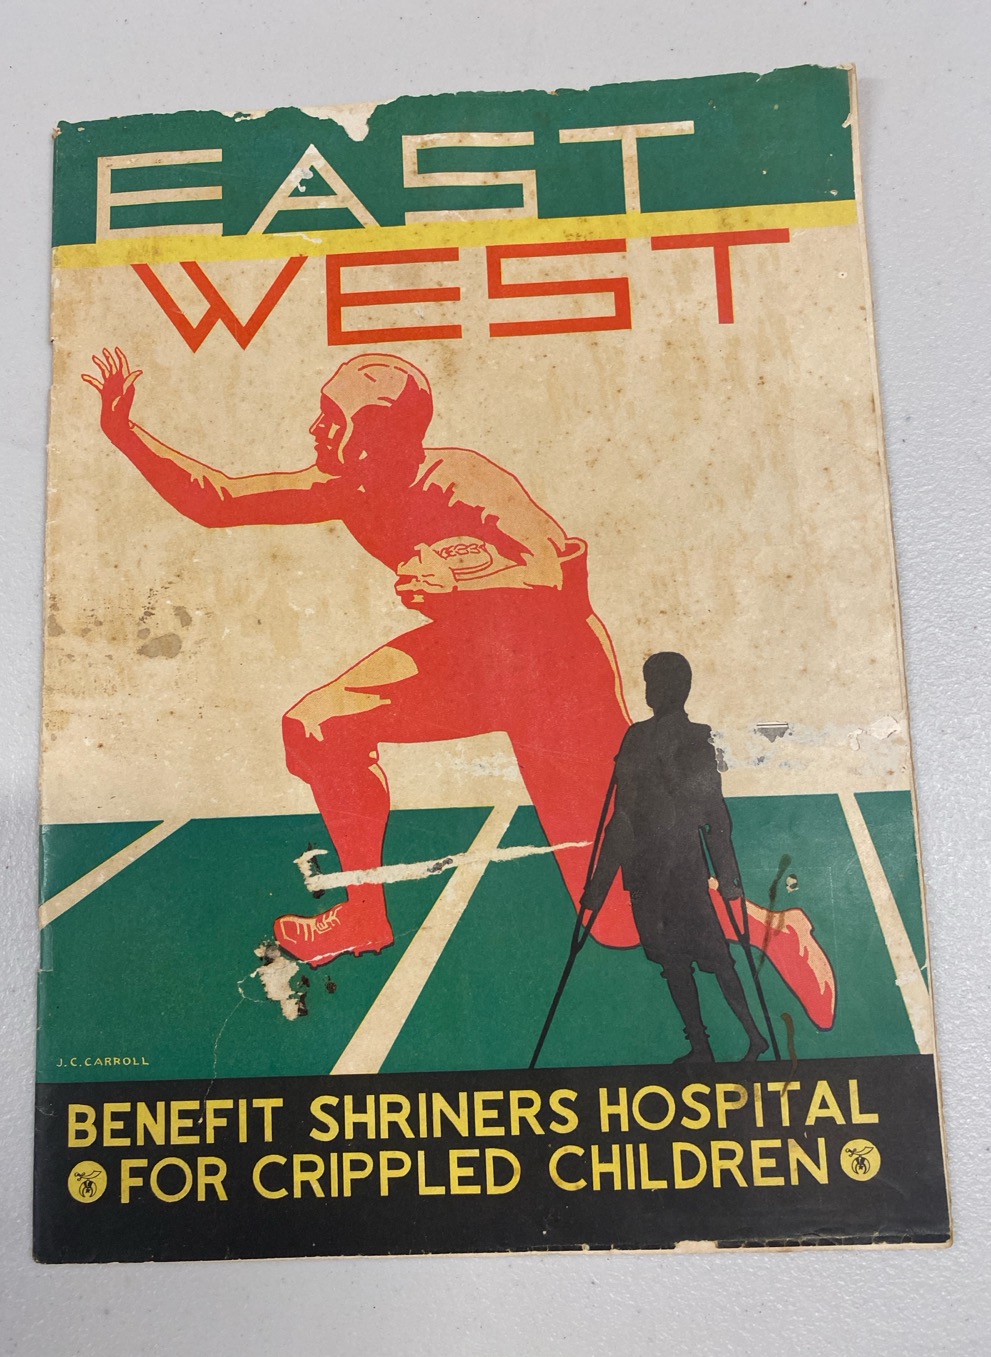 EAST
WEST
J.C.CARROLL
BENEFIT SHRINERS HOSPITAL
FOR CRIPPLED CHILDREN